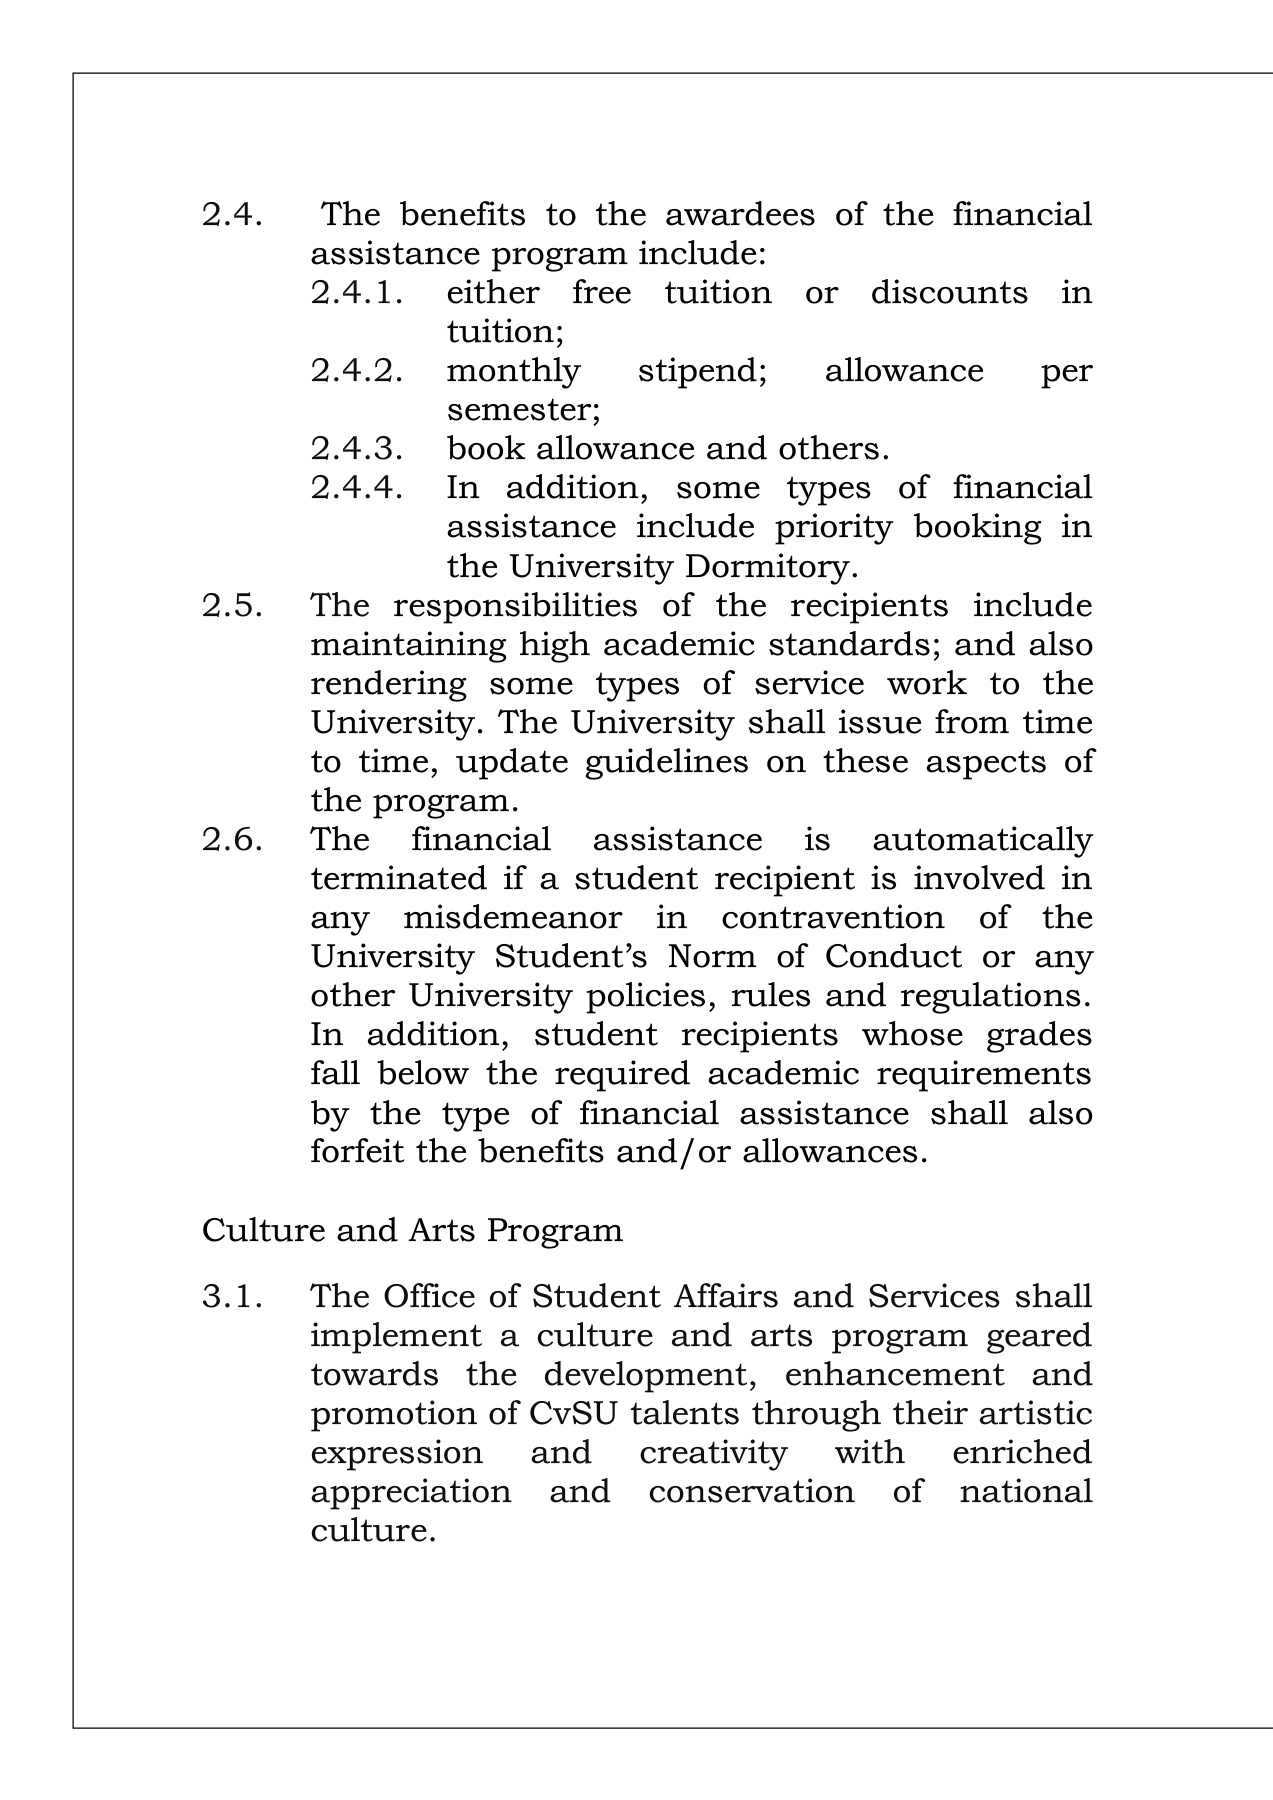 2.4. The benefits to the awardees of the financial
assistance program include:
2.4.1. either free tuition or discounts in
tuition;
2.4.2. monthly stipend; allowance per
semester;
2.4.3. book allowance and others.
2.4.4. In addition, some types of financial
assistance include priority booking in
the University Dormitory.
2.5. The responsibilities of the recipients include
maintaining high academic standards; and also
rendering some types of service work to the
University. The University shall issue from time
to time, update guidelines on these aspects of
the program.
2.6. The financial assistance is automatically
terminated if a student recipient is involved in
any misdemeanor in contravention of the
University Student’s Norm of Conduct or any
other University policies, rules and regulations.
In addition, student recipients whose grades
fall below the required academic requirements
by the type of financial assistance shall also
forfeit the benefits and/or allowances.
Culture and Arts Program
3.1. The Office of Student Affairs and Services shall
implement a culture and arts program geared
towards the development, enhancement and
promotion of CvSU talents through their artistic
expression and creativity with enriched
appreciation and conservation of national
culture.